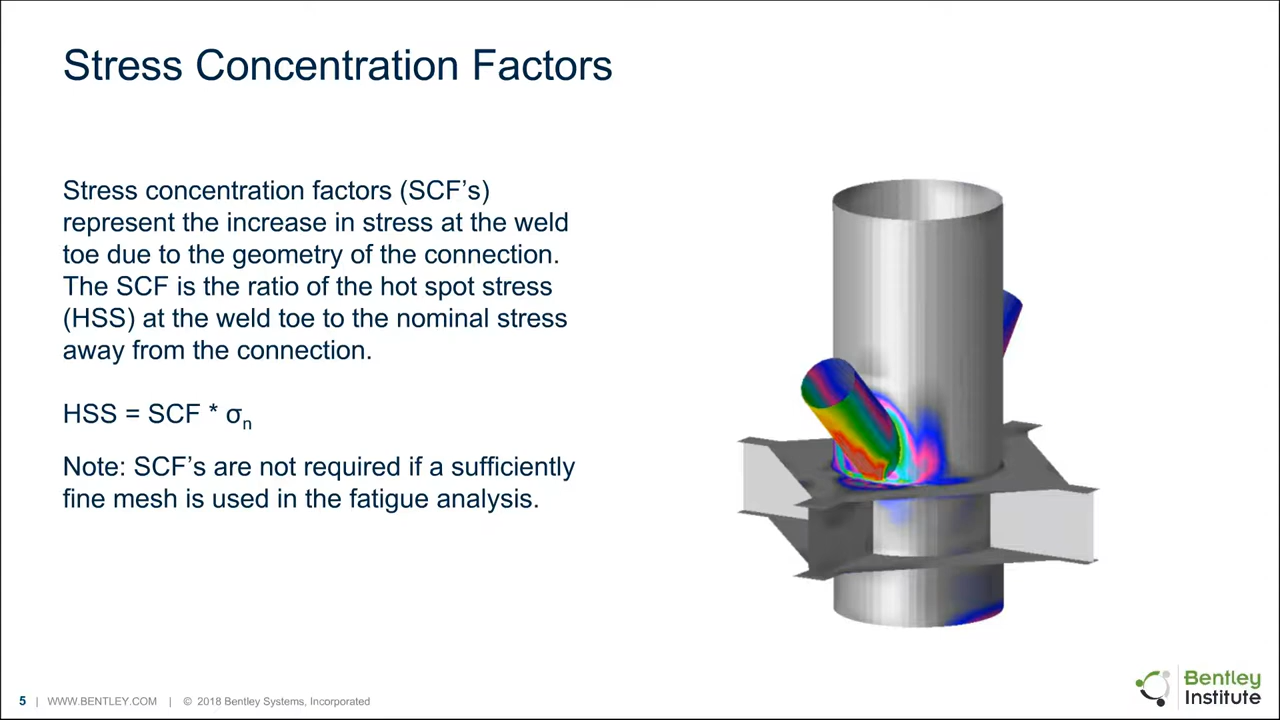 Stress Concentration Factors
Stress concentration factors (SCF’s)
represent the increase in stress at the weld
toe due to the geometry of the connection.
The SCF is the ratio of the hot spot stress
(HSS) at the weld toe to the nominal stress
away from the connection.
HSS = SCF * σₙ
Note: SCF’s are not required if a sufficiently
fine mesh is used in the fatigue analysis.
5 | WWW.BENTLEY.COM | © 2018 Bentley Systems, Incorporated
Bentley
Institute